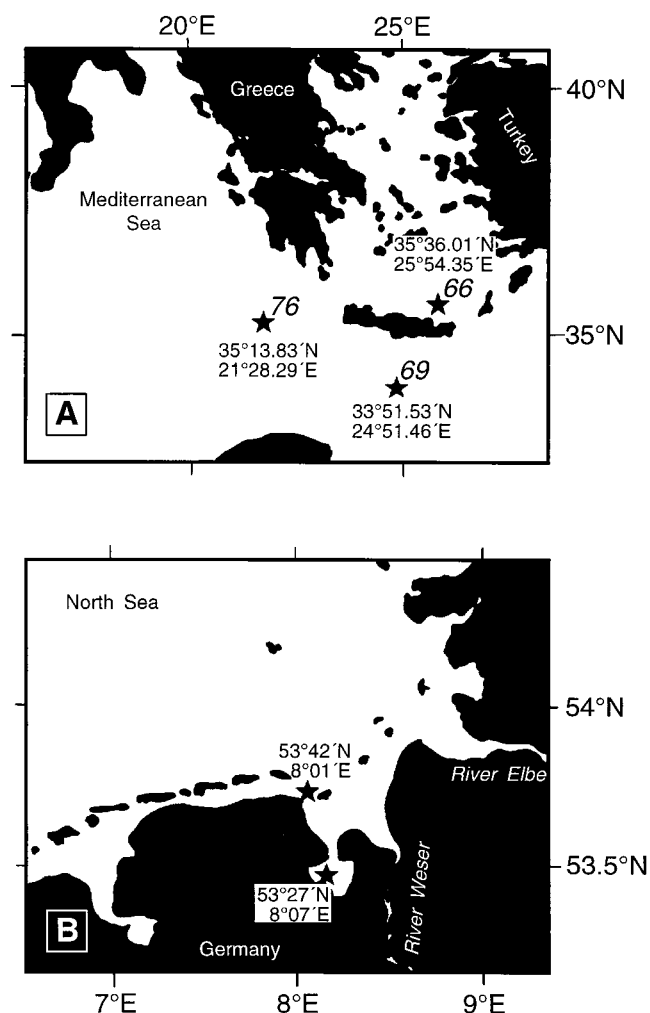 20°E 25°E
Greece
40°N
Turkey
Mediterranean
Sea
35°36.01´N
25°54.35´E
66
76
35°N
35°13.83´N
21°28.29´E
69
33°51.53´N
24°51.46´E
A
North Sea
54°N
53°42´N
8°01´E
River Elbe
53.5°N
53°27´N
8°07´E
River Weser
B
Germany
7°E 8°E 9°E